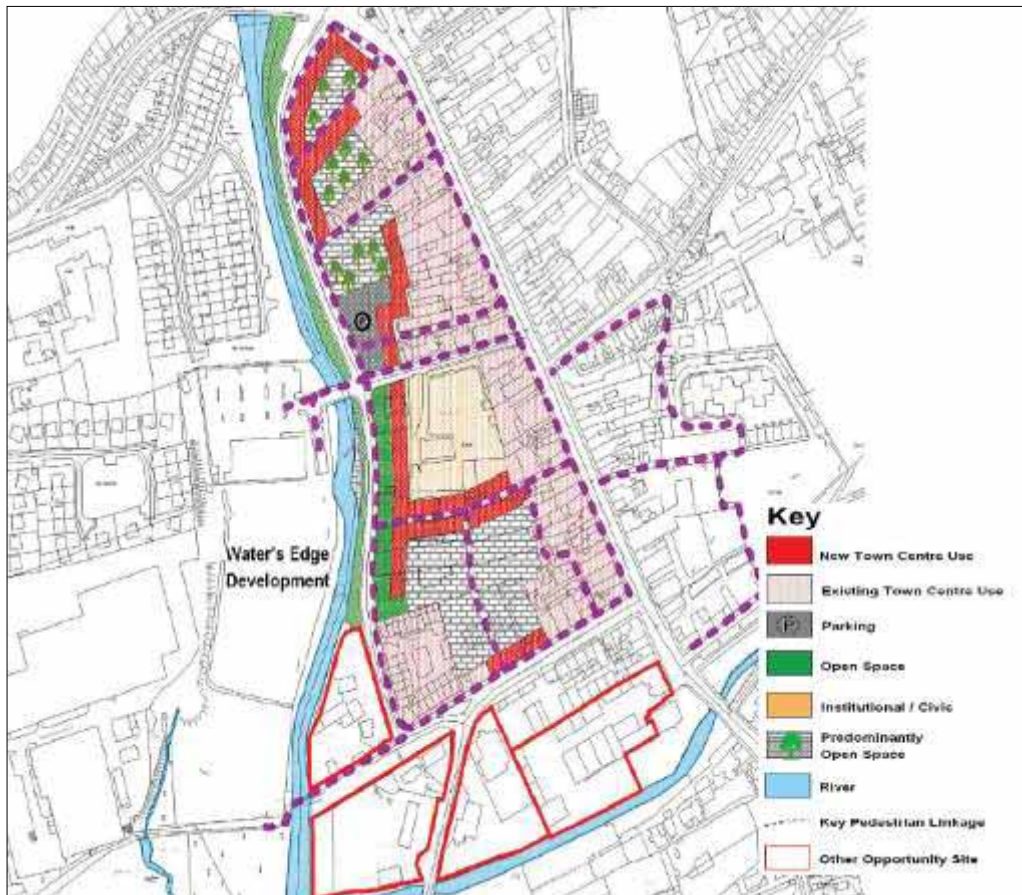 P
Water's Edge
Development
Key
New Town Centre Use
Existing Town Centre Use
P
Parking
Open Space
Institutional / Civic
Predominantly
Open Space
River
Key Pedestrian Linkage
Other Opportunity Site